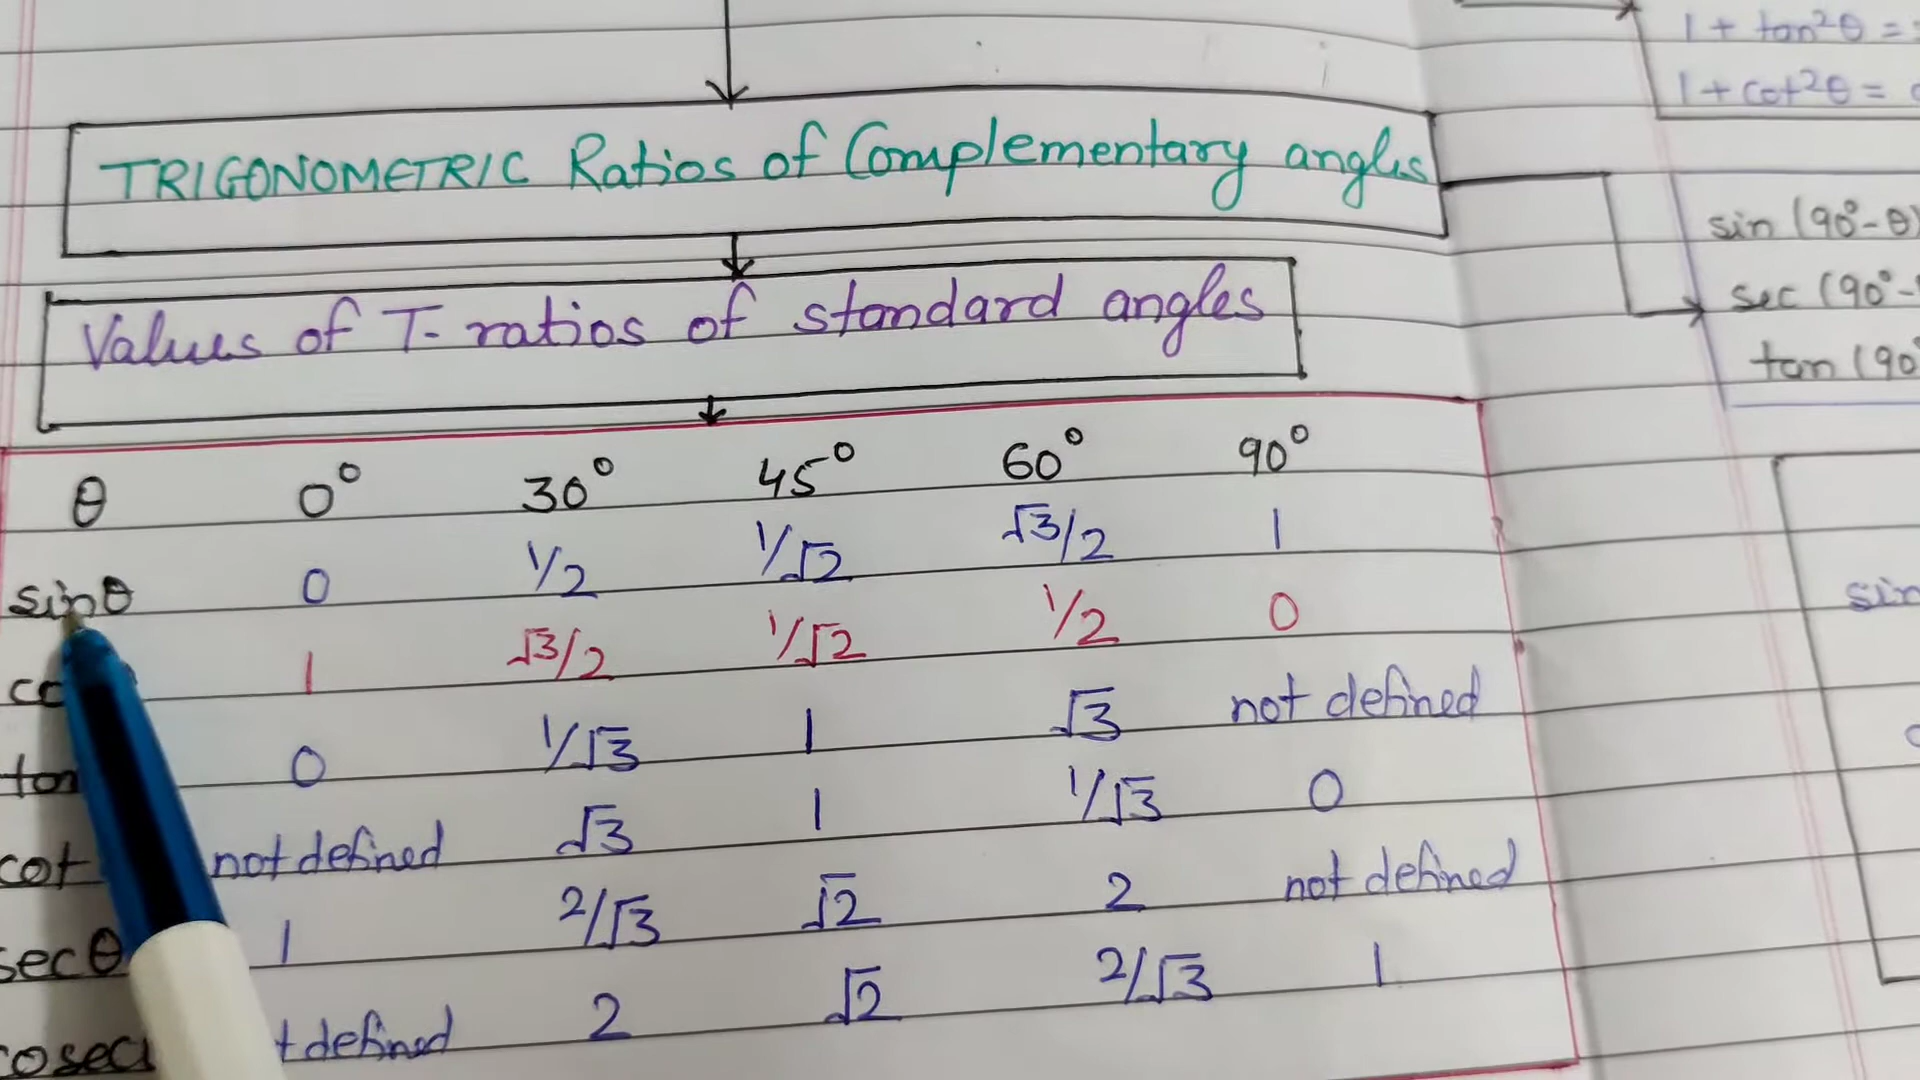 1 + tan²θ =
1 + cot²θ =
TRIGONOMETRIC Ratios of Complementary angles
sin (90°-θ)
sec (90°-
tan (90°
Values of T- ratios of standard angles
θ 0° 30° 45° 60° 90°
sinθ 0 1/2 1/√2 √3/2 1
1 √3/2 1/√2 1/2 0
0 1/√3 1 √3 not defined
cot not defined √3 1 1/√3 0
secθ 1 2/√3 √2 2 not defined
cosec defined 2 √2 2/√3 1
sin